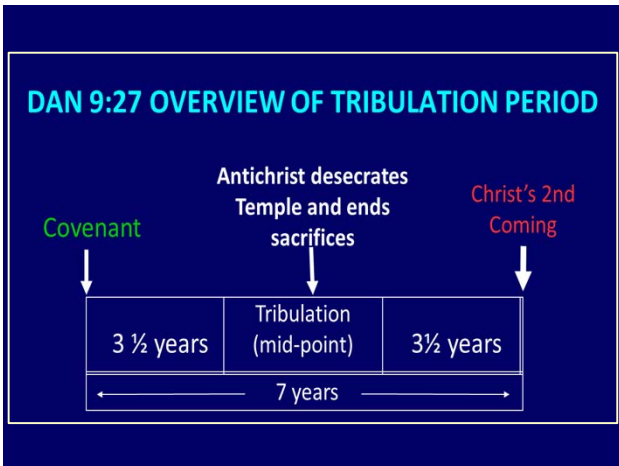 DAN 9:27 OVERVIEW OF TRIBULATION PERIOD
Antichrist desecrates
Temple and ends
sacrifices
Covenant
Christ's 2nd
Coming
3 ½ years
Tribulation
(mid-point)
3½ years
7 years